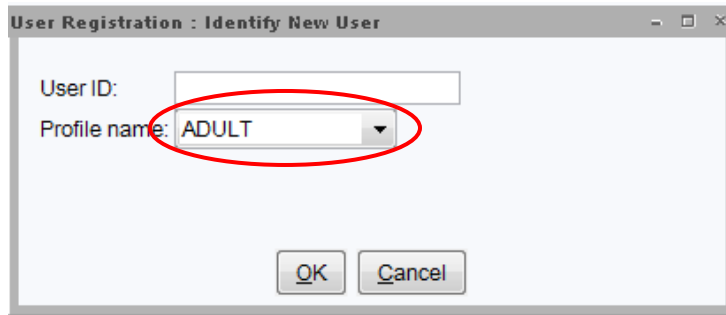 User Registration : Identify New User
User ID:
Profile name: ADULT
OK Cancel